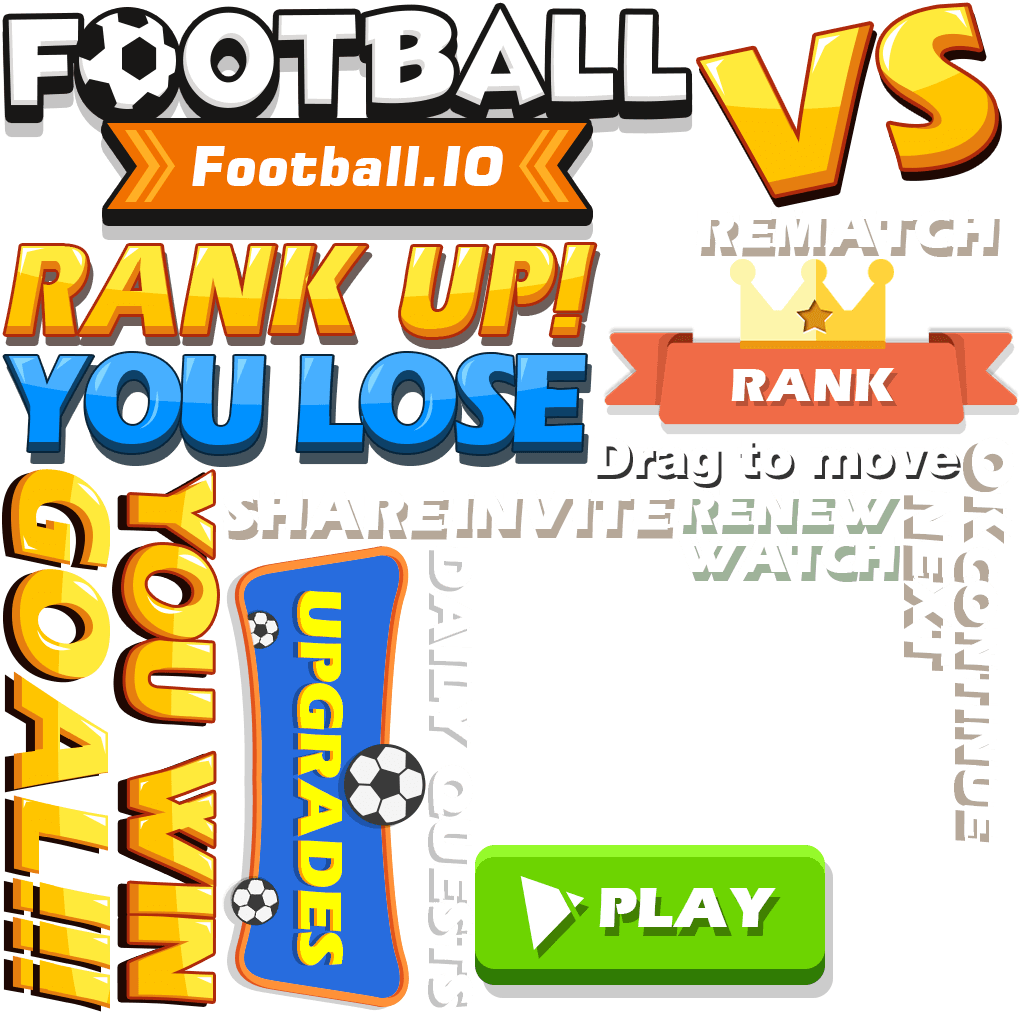 FOOTBALL
Football.IO
VS
REMATCH
RANK UP!
RANK
YOU LOSE
Drag to move
OK
GOAL!!!!
YOU WIN
SHARE
INVITE
RENEW
WATCH
NEXT
CONTINUE
UPGRADES
DAILY QUESTS
PLAY